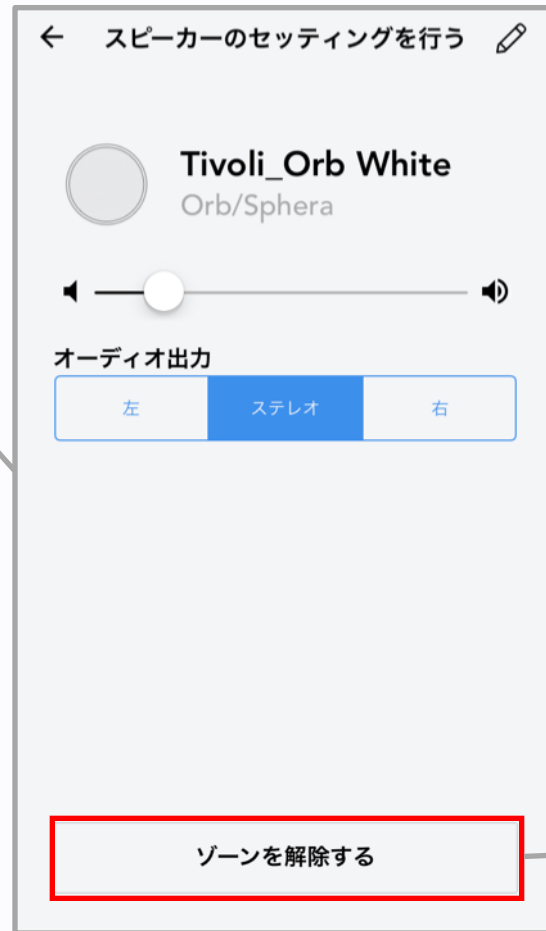 スピーカーのセッティングを行う
Tivoli_Orb White
Orb/Sphera
オーディオ出力
左 ステレオ 右
ゾーンを解除する